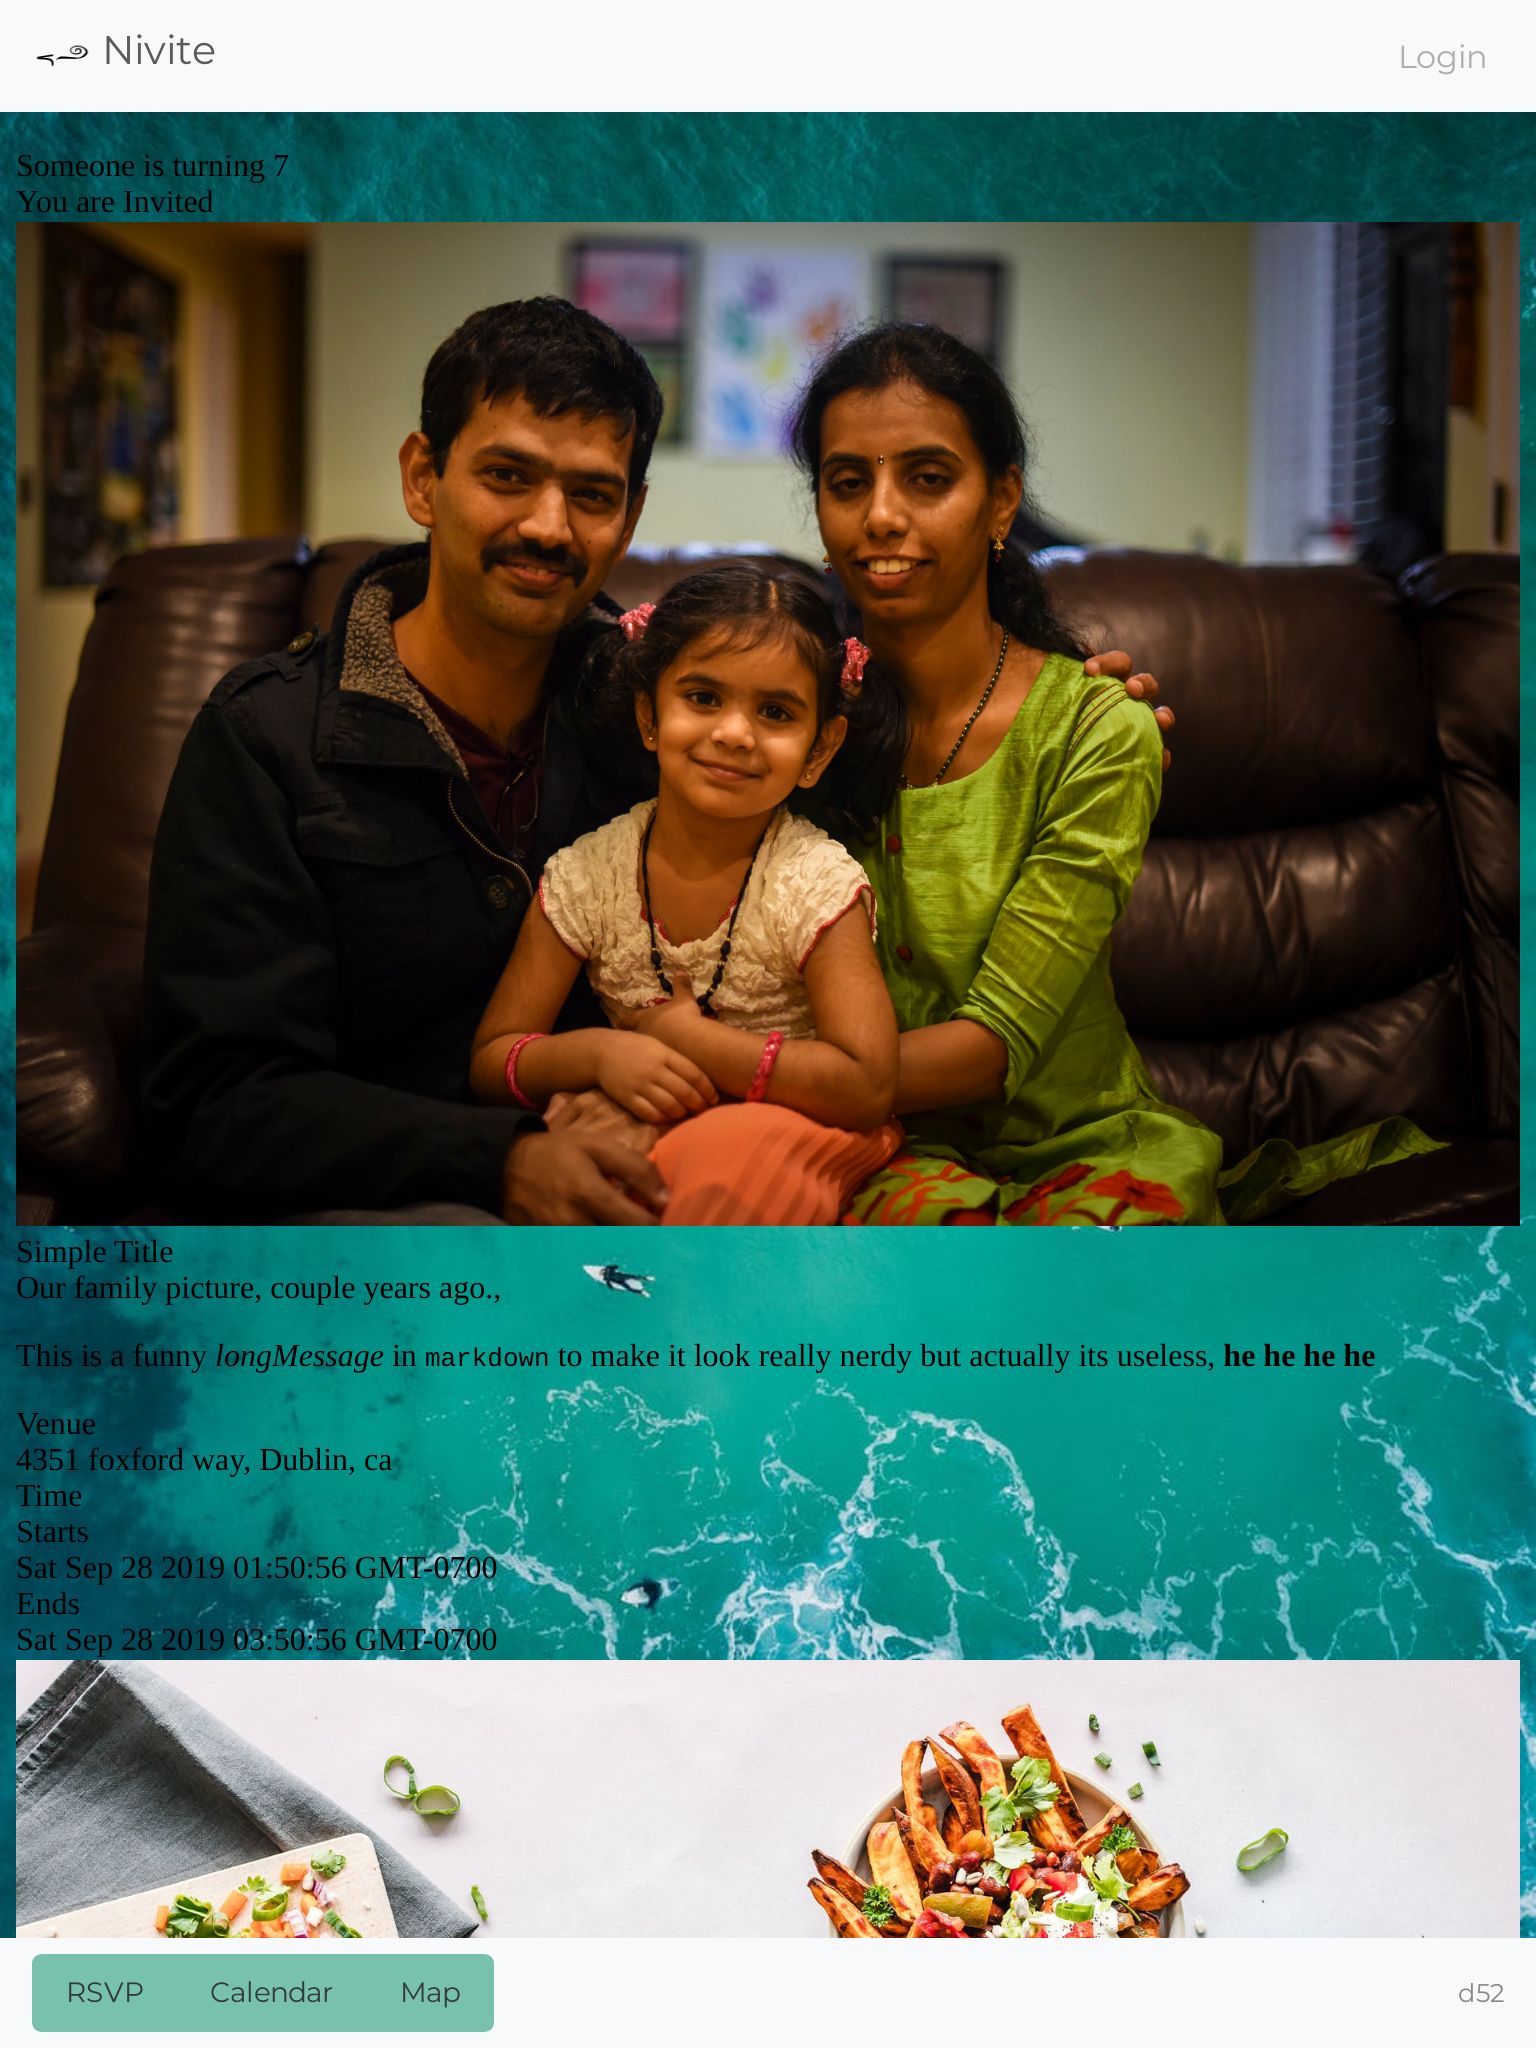 Nivite
Login
Someone is turning 7
You are Invited
Simple Title
Our family picture, couple years ago.,
This is a funny longMessage in markdown to make it look really nerdy but actually its useless, he he he he
Venue
4351 foxford way, Dublin, ca
Time
Starts
Sat Sep 28 2019 01:50:56 GMT-0700
Ends
Sat Sep 28 2019 03:50:56 GMT-0700
RSVP Calendar Map
d52